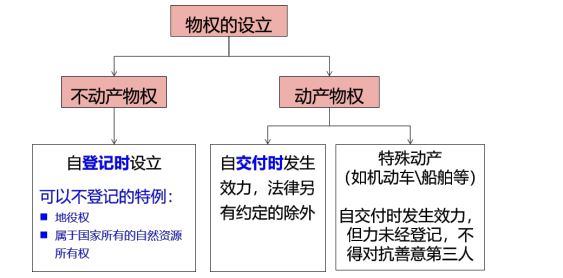 物权的设立
不动产物权
动产物权
自登记时设立
可以不登记的特例：
地役权
属于国家所有的自然资源
所有权
自交付时发生
效力，法律另
有约定的除外
特殊动产
（如机动车\船舶等）
自交付时发生效力，
但力未经登记，不
得对抗善意第三人